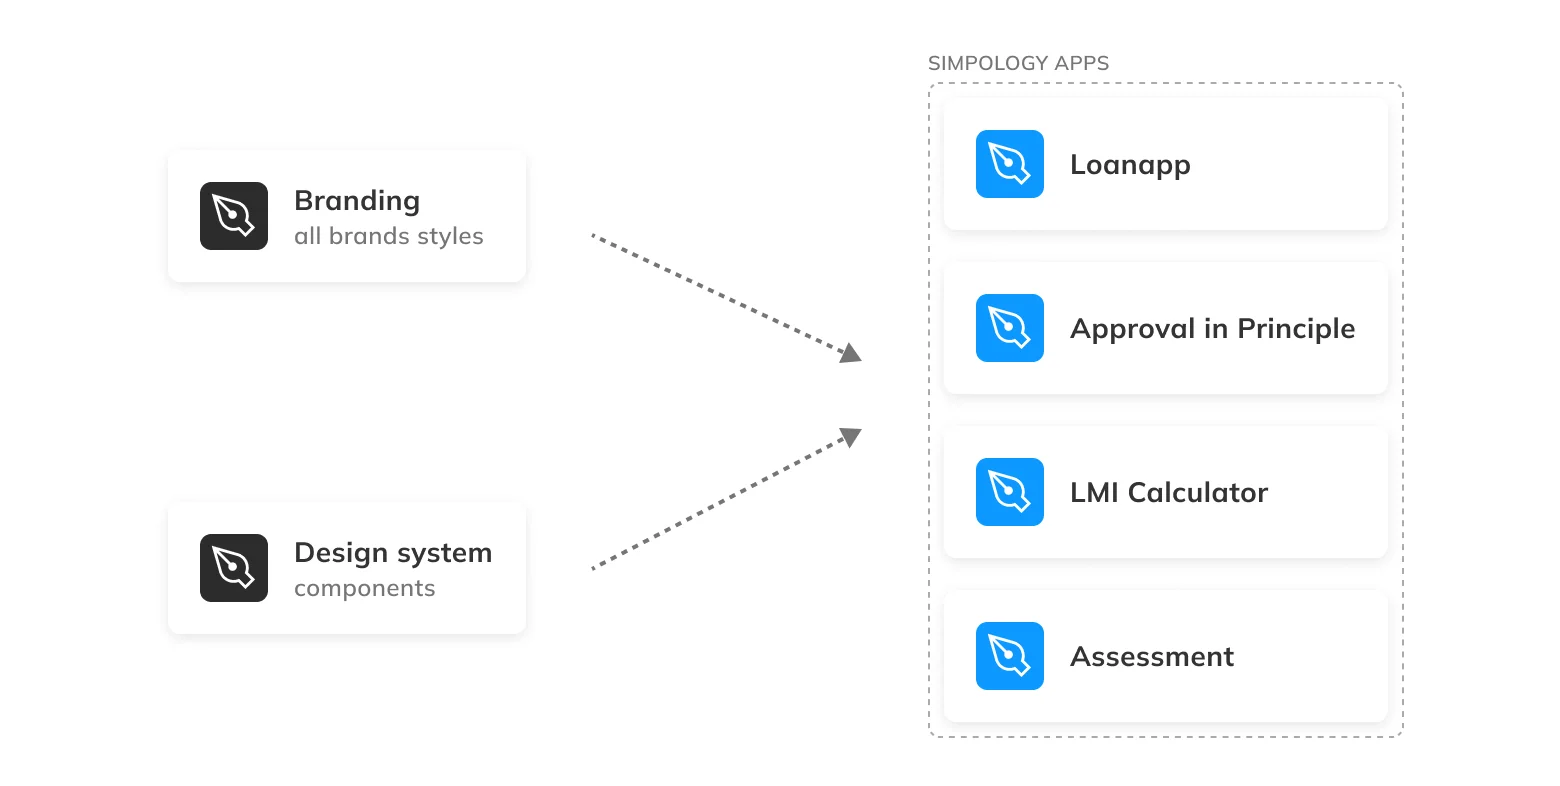 SIMPOLOGY APPS
Branding
all brands styles
Design system
components
Loanapp
Approval in Principle
LMI Calculator
Assessment